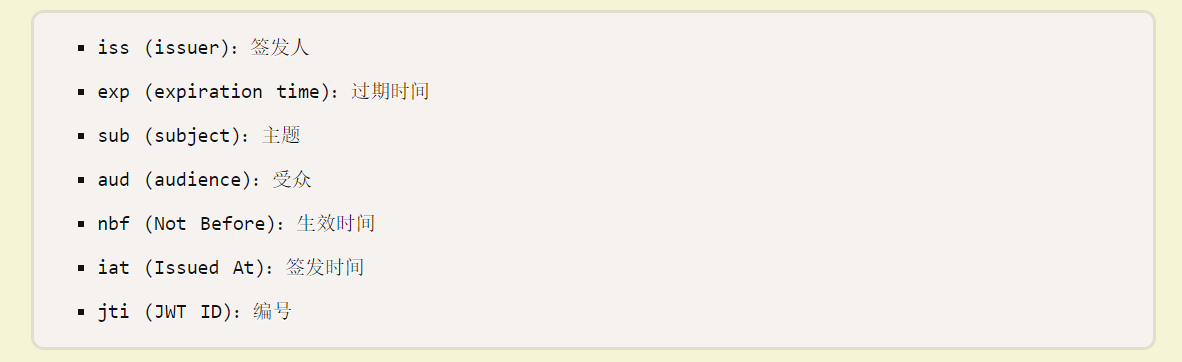 iss (issuer)：签发人
exp (expiration time)：过期时间
sub (subject)：主题
aud (audience)：受众
nbf (Not Before)：生效时间
iat (Issued At)：签发时间
jti (JWT ID)：编号